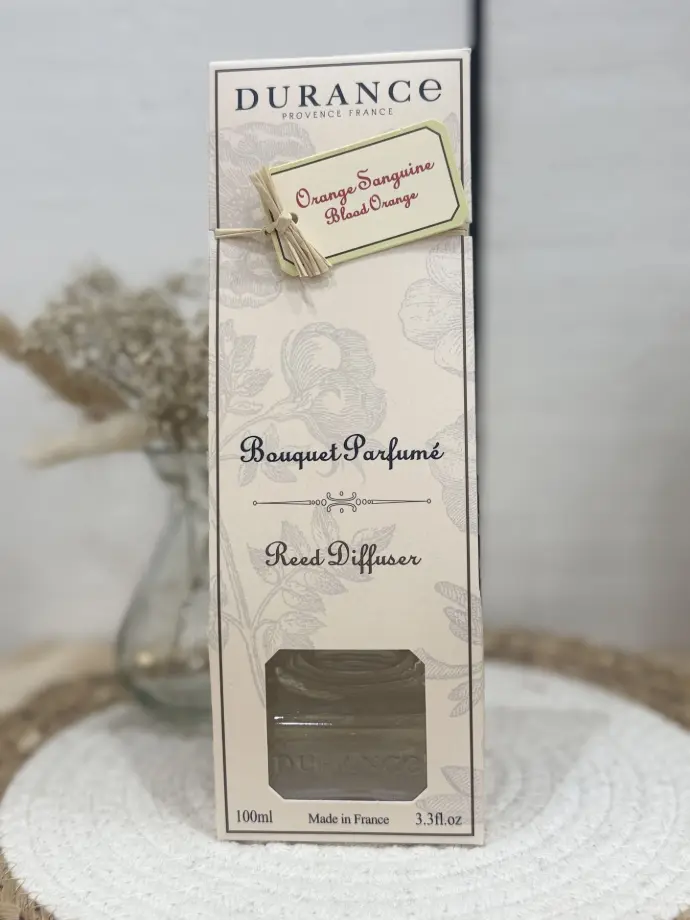 DURANCe
PROVENCE FRANCE
Orange Sanguine
Blood Orange
Bouquet Parfumé
Reed Diffuser
DURANCE
100ml Made in France 3.3fl.oz